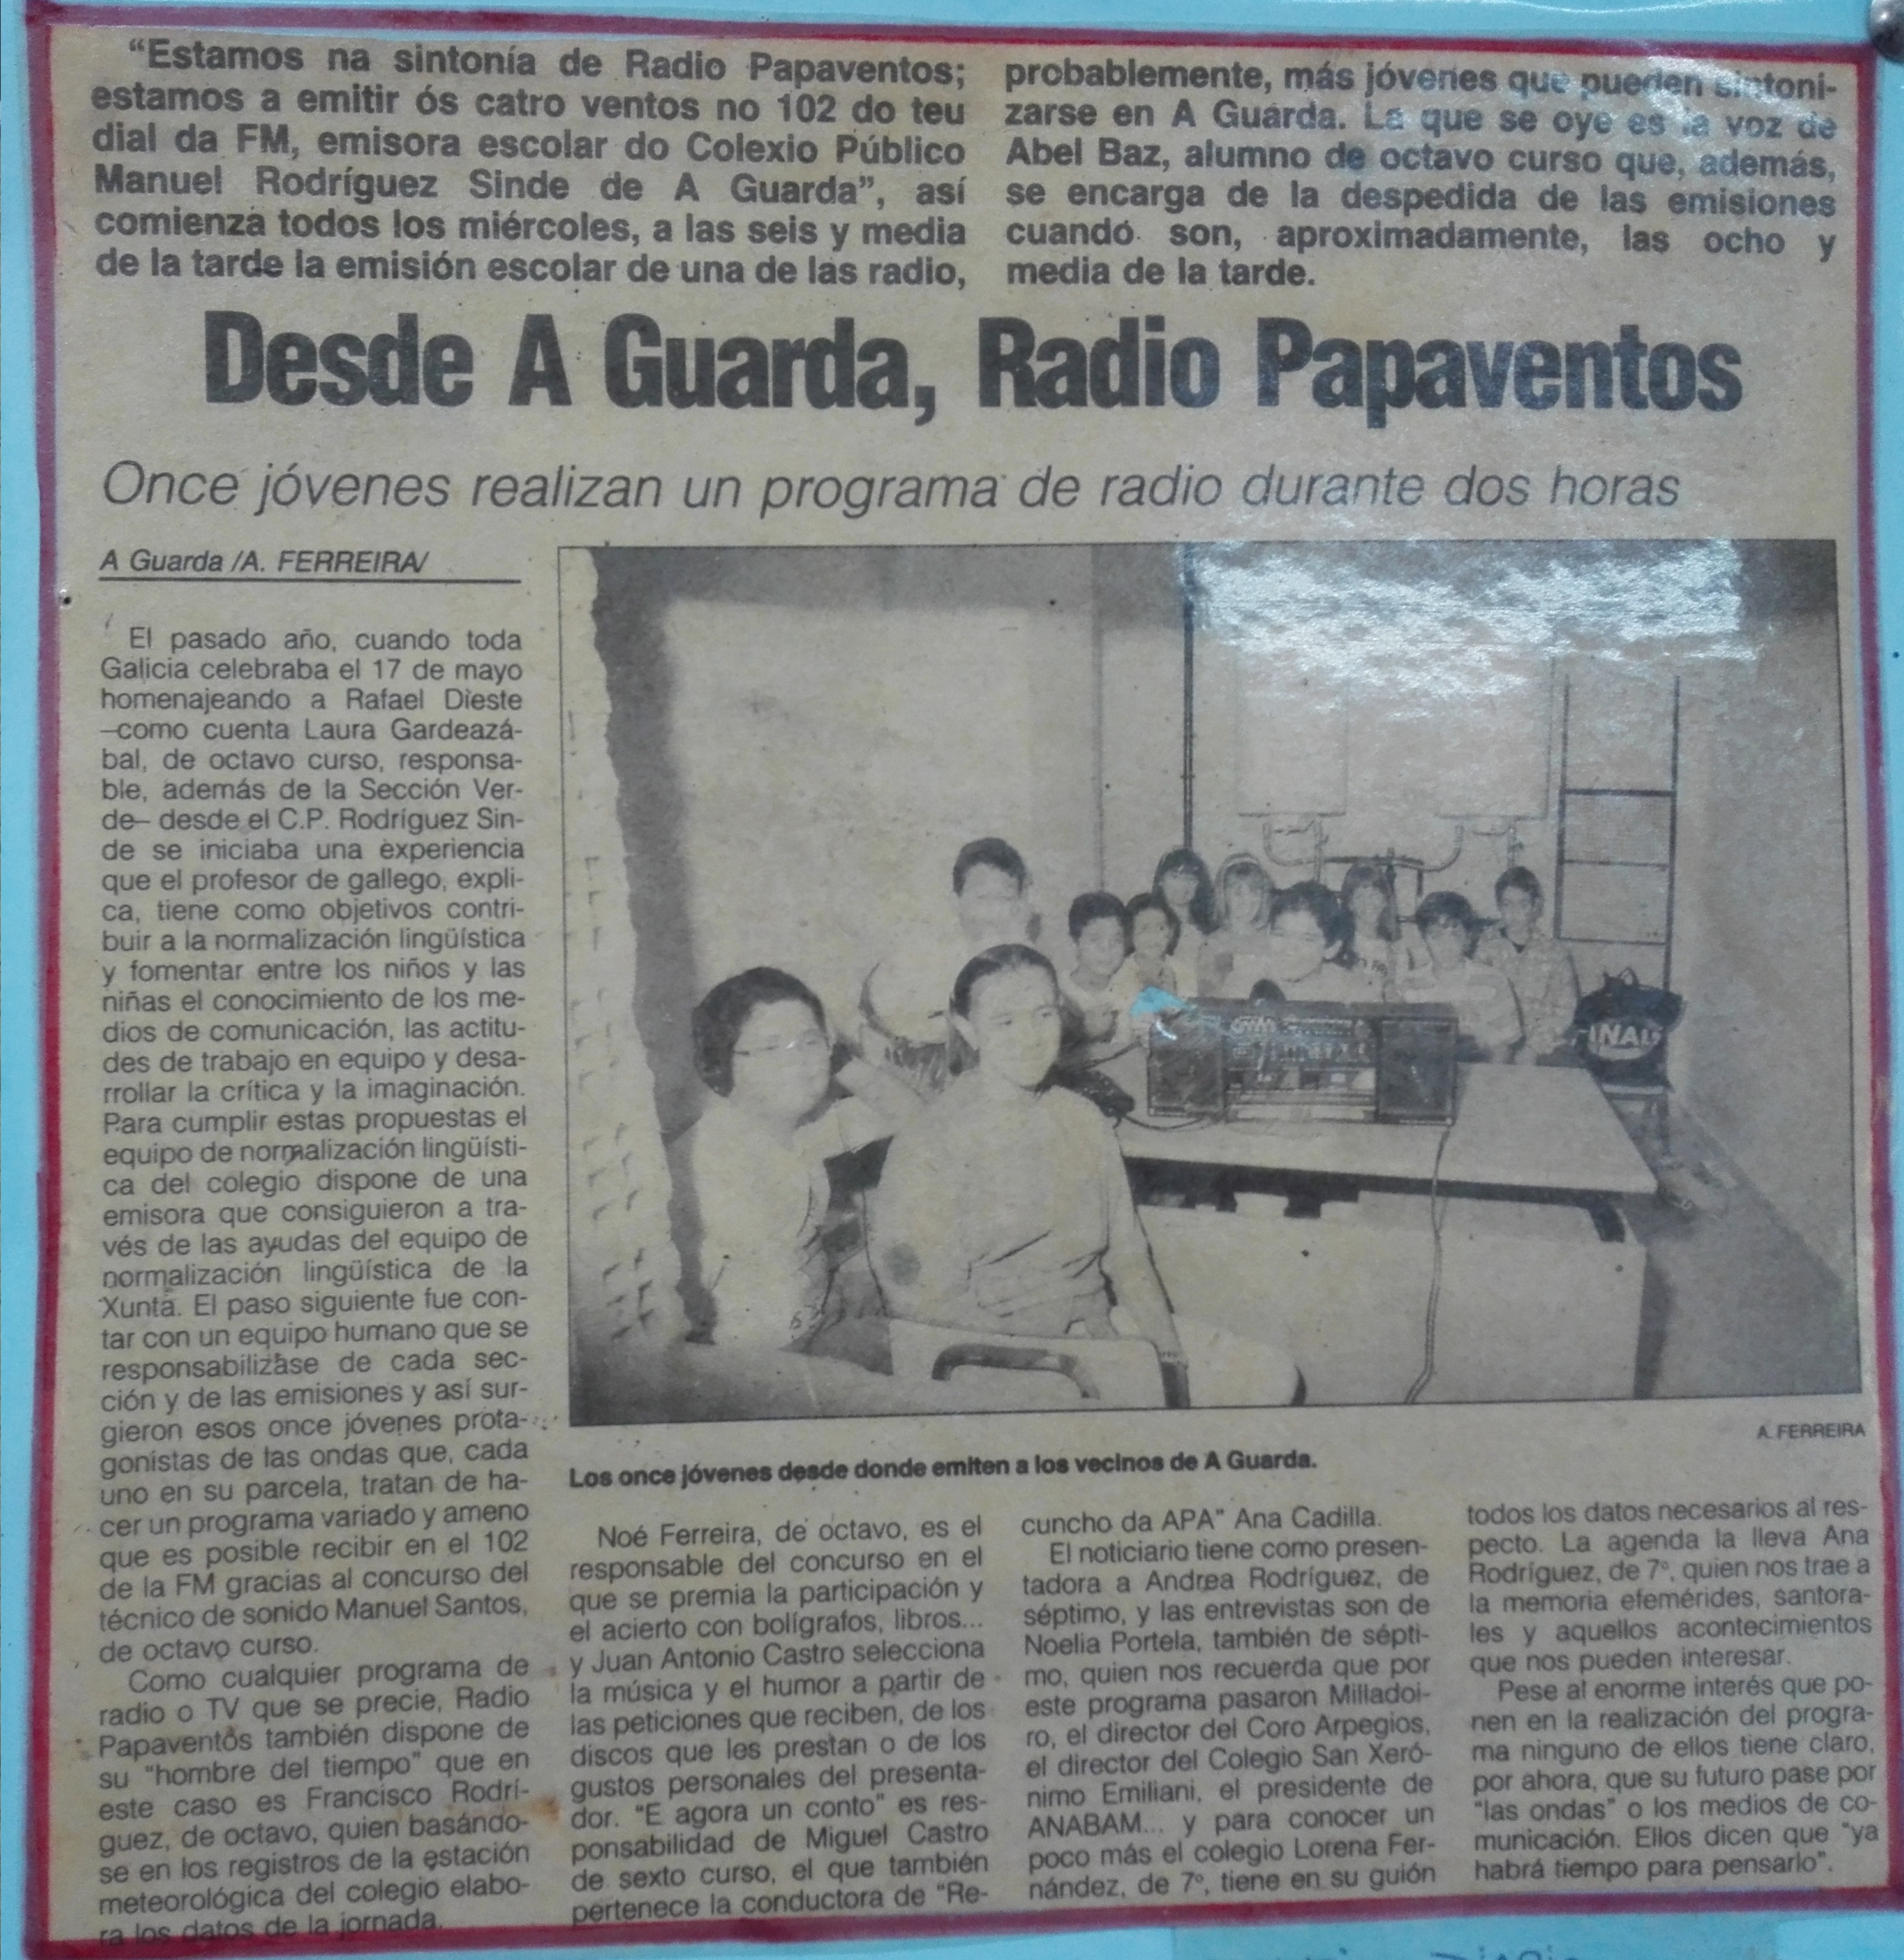 “Estamos na sintonía de Radio Papaventos;
estamos a emitir ós catro ventos no 102 do teu
dial da FM, emisora escolar do Colexio Público
Manuel Rodríguez Sinde de A Guarda”, así
comienza todos los miércoles, a las seis y media
de la tarde la emisión escolar de una de las radio,
probablemente, más jóvenes que pueden sintoni-
zarse en A Guarda. La que se oye es la voz de
Abel Baz, alumno de octavo curso que, además,
se encarga de la despedida de las emisiones
cuando son, aproximadamente, las ocho y
media de la tarde.
Desde A Guarda, Radio Papaventos
Once jóvenes realizan un programa de radio durante dos horas
A Guarda /A. FERREIRA/
El pasado año, cuando toda
Galicia celebraba el 17 de mayo
homenajeando a Rafael Dieste
—como cuenta Laura Gardeazá-
bal, de octavo curso, responsa-
ble, además de la Sección Ver-
de— desde el C.P. Rodríguez Sin-
de se iniciaba una experiencia
que el profesor de gallego, expli-
ca, tiene como objetivos contri-
buir a la normalización lingüística
y fomentar entre los niños y las
niñas el conocimiento de los me-
dios de comunicación, las actitu-
des de trabajo en equipo y desa-
rrollar la crítica y la imaginación.
Para cumplir estas propuestas el
equipo de normalización lingüísti-
ca del colegio dispone de una
emisora que consiguieron a tra-
vés de las ayudas del equipo de
normalización lingüística de la
Xunta. El paso siguiente fue con-
tar con un equipo humano que se
responsabilizase de cada sec-
ción y de las emisiones y así sur-
gieron esos once jóvenes prota-
gonistas de las ondas que, cada
uno en su parcela, tratan de ha-
cer un programa variado y ameno
que es posible recibir en el 102
de la FM gracias al concurso del
técnico de sonido Manuel Santos,
de octavo curso.
Como cualquier programa de
radio o TV que se precie, Radio
Papaventos también dispone de
su “hombre del tiempo” que en
este caso es Francisco Rodrí-
guez, de octavo, quien basándo-
se en los registros de la estación
meteorológica del colegio elabo-
ra los datos de la jornada.
INAL
A. FERREIRA
Los once jóvenes desde donde emiten a los vecinos de A Guarda.
Noé Ferreira, de octavo, es el
responsable del concurso en el
que se premia la participación y
el acierto con bolígrafos, libros...
y Juan Antonio Castro selecciona
la música y el humor a partir de
las peticiones que reciben, de los
discos que les prestan o de los
gustos personales del presenta-
dor. “E agora un conto” es res-
ponsabilidad de Miguel Castro
de sexto curso, el que también
pertenece la conductora de “Re-
cuncho da APA” Ana Cadilla.
El noticiario tiene como presen-
tadora a Andrea Rodríguez, de
séptimo, y las entrevistas son de
Noelia Portela, también de sépti-
mo, quien nos recuerda que por
este programa pasaron Milladoi-
ro, el director del Coro Arpegios,
el director del Colegio San Xeró-
nimo Emiliani, el presidente de
ANABAM... y para conocer un
poco más el colegio Lorena Fer-
nández, de 7º, tiene en su guión
todos los datos necesarios al res-
pecto. La agenda la lleva Ana
Rodríguez, de 7º, quien nos trae a
la memoria efemérides, santora-
les y aquellos acontecimientos
que nos pueden interesar.
Pese al enorme interés que po-
nen en la realización del progra-
ma ninguno de ellos tiene claro,
por ahora, que su futuro pase por
“las ondas” o los medios de co-
municación. Ellos dicen que “ya
habrá tiempo para pensarlo”.